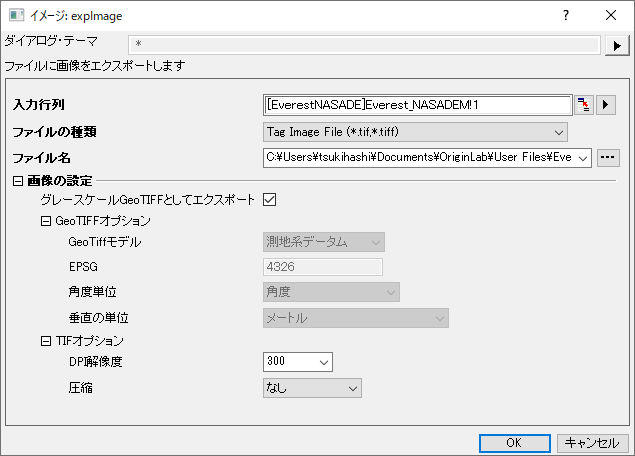 イメージ: expImage
ダイアログ・テーマ *
ファイルに画像をエクスポートします
入力行列 [EverestNASADE]Everest_NASADEM!1
ファイルの種類 Tag Image File (*.tif,*.tiff)
ファイル名 C:¥Users¥tsukihashi¥Documents¥OriginLab¥User Files¥Eve
画像の設定
グレースケールGeoTIFFとしてエクスポート
GeoTIFFオプション
GeoTiffモデル 測地系データム
EPSG 4326
角度単位 角度
垂直の単位 メートル
TIFオプション
DPI解像度 300
圧縮 なし
OK キャンセル